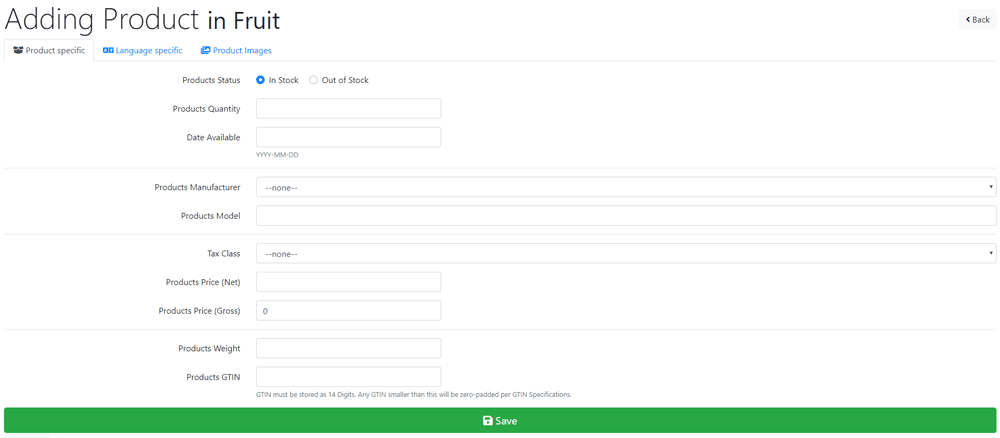 Adding Product in Fruit
Back
Product specific Language specific Product Images
Products Status In Stock Out of Stock
Products Quantity
Date Available
YYYY-MM-DD
Products Manufacturer --none--
Products Model
Tax Class --none--
Products Price (Net)
Products Price (Gross) 0
Products Weight
Products GTIN
GTIN must be stored as 14 Digits. Any GTIN smaller than this will be zero-padded per GTIN Specifications.
Save